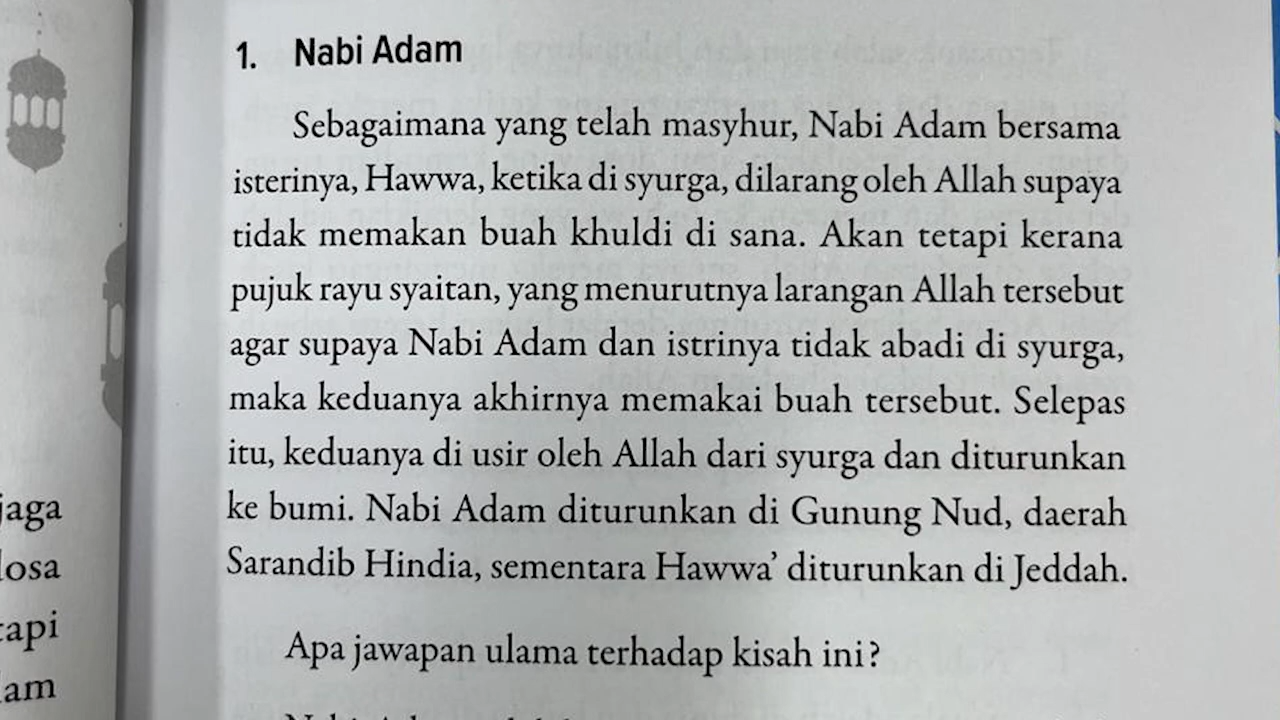 1. Nabi Adam
Sebagaimana yang telah masyhur, Nabi Adam bersama
isterinya, Hawwa, ketika di syurga, dilarang oleh Allah supaya
tidak memakan buah khuldi di sana. Akan tetapi kerana
pujuk rayu syaitan, yang menurutnya larangan Allah tersebut
agar supaya Nabi Adam dan istrinya tidak abadi di syurga,
maka keduanya akhirnya memakai buah tersebut. Selepas
itu, keduanya di usir oleh Allah dari syurga dan diturunkan
ke bumi. Nabi Adam diturunkan di Gunung Nud, daerah
Sarandib Hindia, sementara Hawwa’ diturunkan di Jeddah.
Apa jawapan ulama terhadap kisah ini?